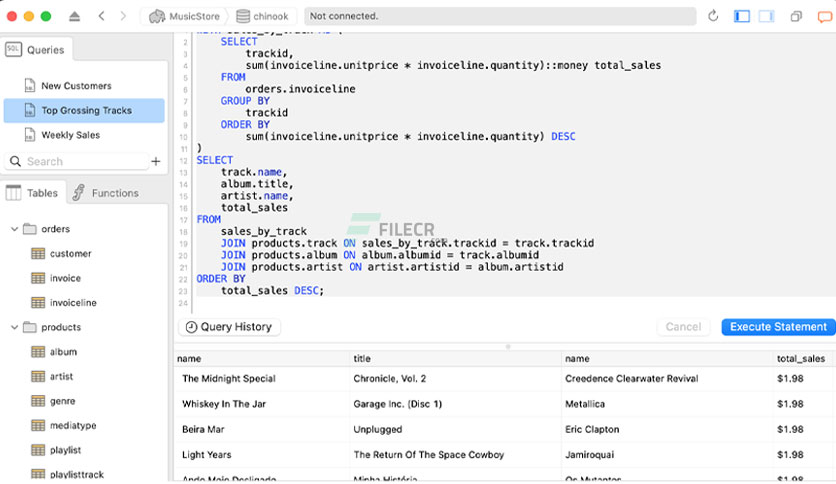 MusicStore
chinook
Not connected.
SQL
Queries
New Customers
Top Grossing Tracks
Weekly Sales
Search
Tables
Functions
orders
customer
invoice
invoiceline
products
album
artist
genre
mediatype
playlist
playlisttrack
2 SELECT
3 trackid,
4 sum(invoiceline.unitprice * invoiceline.quantity)::money total_sales
5 FROM
6 orders.invoiceline
7 GROUP BY
8 trackid
9 ORDER BY
10 sum(invoiceline.unitprice * invoiceline.quantity) DESC
11 )
12 SELECT
13 track.name,
14 album.title,
15 artist.name,
16 total_sales
17 FROM
18 sales_by_track
19 JOIN products.track ON sales_by_track.trackid = track.trackid
20 JOIN products.album ON album.albumid = track.albumid
21 JOIN products.artist ON artist.artistid = album.artistid
22 ORDER BY
23 total_sales DESC;
24
FILECR
Query History
Cancel
Execute Statement
name title name total_sales
The Midnight Special Chronicle, Vol. 2 Creedence Clearwater Revival $1.98
Whiskey In The Jar Garage Inc. (Disc 1) Metallica $1.98
Beira Mar Unplugged Eric Clapton $1.98
Light Years The Return Of The Space Cowboy Jamiroquai $1.98
Minha História Os Mutantes $1.98